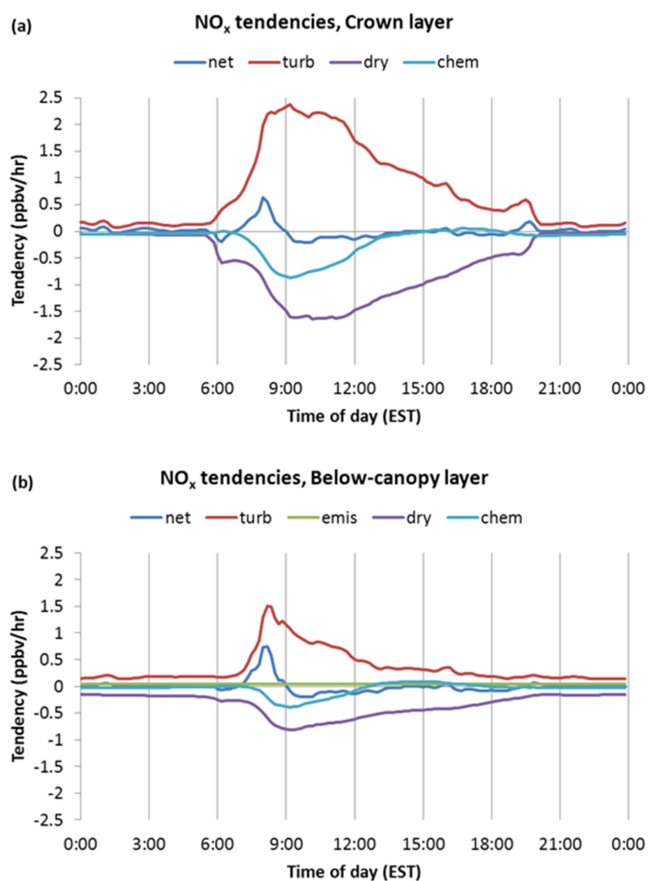 (a)
NOx tendencies, Crown layer
net turb dry chem
Tendency (ppbv/hr)
2.5
2
1.5
1
0.5
0
-0.5
-1
-1.5
-2
-2.5
0:00 3:00 6:00 9:00 12:00 15:00 18:00 21:00 0:00
Time of day (EST)
(b)
NOx tendencies, Below-canopy layer
net turb emis dry chem
Tendency (ppbv/hr)
2.5
2
1.5
1
0.5
0
-0.5
-1
-1.5
-2
-2.5
0:00 3:00 6:00 9:00 12:00 15:00 18:00 21:00 0:00
Time of day (EST)